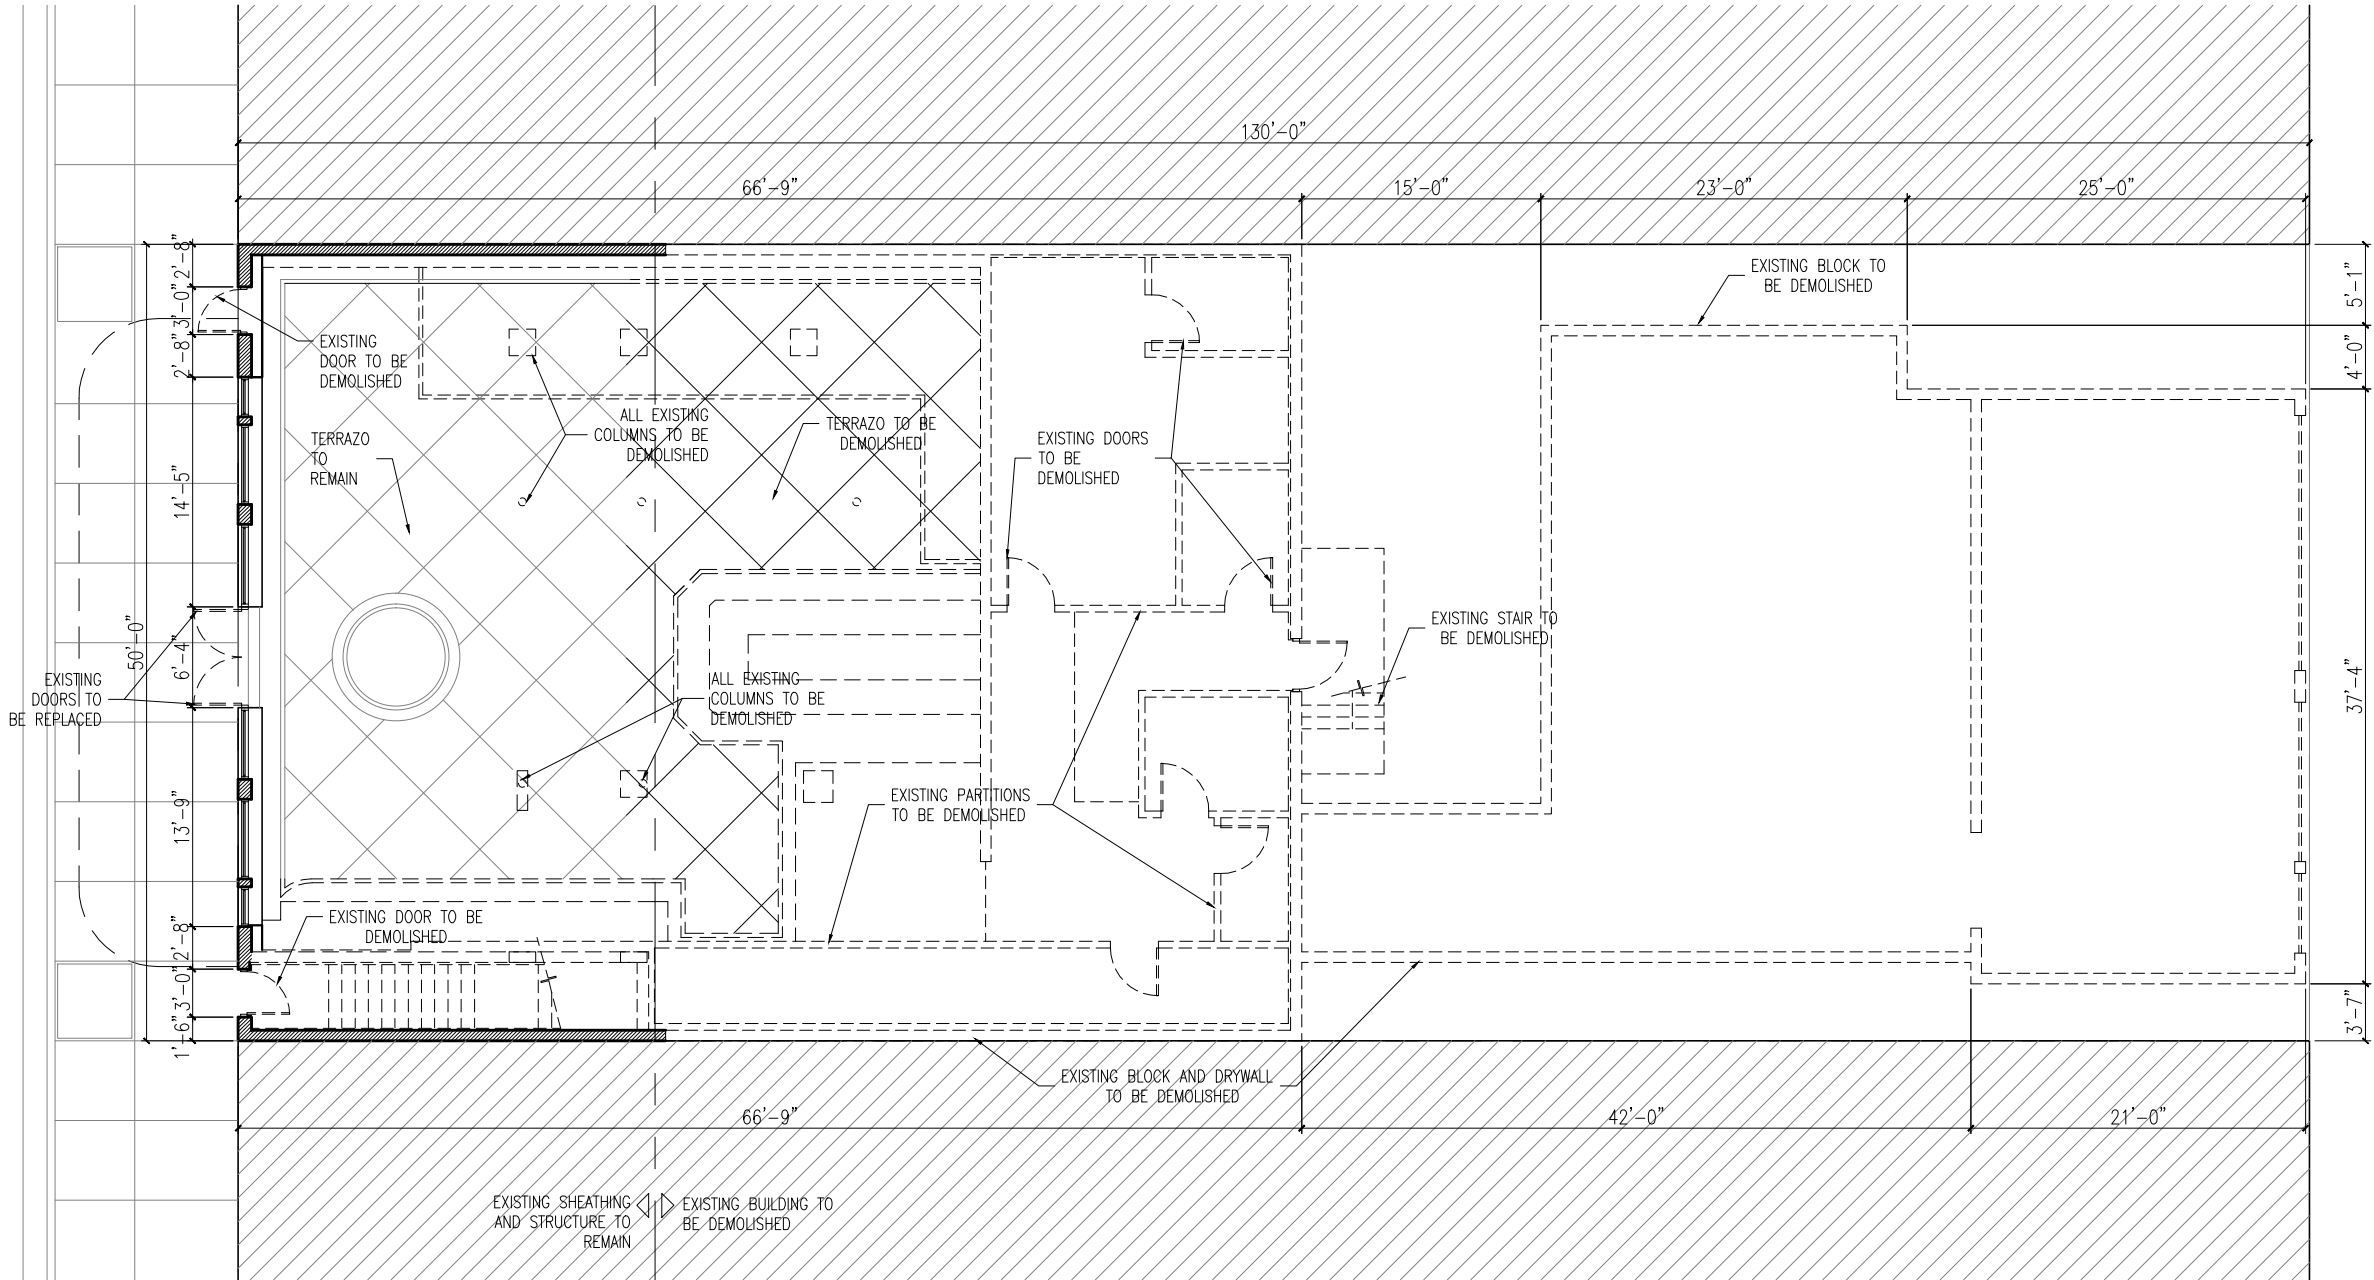 130'-0"
66'-9"
15'-0"
23'-0"
25'-0"
2'-8"
3'-0"
2'-8"
14'-5"
6'-4"
50'-0"
13'-9"
2'-8"
3'-0"
1'-6"
5'-1"
4'-0"
37'-4"
3'-7"
EXISTING BLOCK TO
BE DEMOLISHED
EXISTING
DOOR TO BE
DEMOLISHED
ALL EXISTING
COLUMNS TO BE
DEMOLISHED
TERRAZO TO BE
DEMOLISHED
TERRAZO
TO
REMAIN
EXISTING DOORS
TO BE
DEMOLISHED
EXISTING STAIR TO
BE DEMOLISHED
EXISTING
DOORS TO
BE REPLACED
ALL EXISTING
COLUMNS TO BE
DEMOLISHED
EXISTING PARTITIONS
TO BE DEMOLISHED
EXISTING DOOR TO BE
DEMOLISHED
EXISTING BLOCK AND DRYWALL
TO BE DEMOLISHED
66'-9"
42'-0"
21'-0"
EXISTING SHEATHING
AND STRUCTURE TO
REMAIN
EXISTING BUILDING TO
BE DEMOLISHED